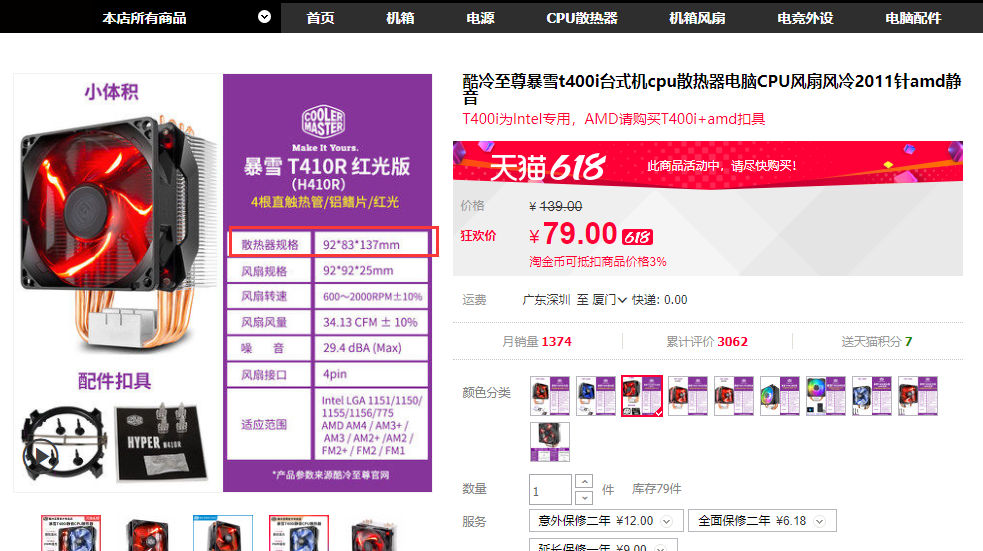 本店所有商品 首页 机箱 电源 CPU散热器 机箱风扇 电竞外设 电脑配件
小体积
COOLER MASTER
Make It Yours.
暴雪 T410R 红光版
（H410R）
4根直触热管/铝鳍片/红光
散热器规格 92*83*137mm
风扇规格 92*92*25mm
风扇转速 600～2000RPM±10%
风扇风量 34.13 CFM ± 10%
噪 音 29.4 dBA (Max)
风扇接口 4pin
适应范围
Intel LGA 1151/1150/
1155/1156/775
AMD AM4 / AM3+ /
AM3 / AM2+ /AM2 /
FM2+ / FM2 / FM1
*产品参数来源酷冷至尊官网
配件扣具
HYPER H410R
酷冷至尊暴雪t400i台式机cpu散热器电脑CPU风扇风冷2011针amd静
音
T400i为Intel专用，AMD请购买T400i+amd扣具
天猫618 此商品活动中，请尽快购买！
价格 ¥ 139.00
狂欢价 ¥ 79.00 618
淘金币可抵扣商品价格3%
运费 广东深圳 至 厦门 快递: 0.00
月销量 1374 累计评价 3062 送天猫积分 7
颜色分类
数量 1 件 库存79件
服务 意外保修二年 ¥12.00 全面保修二年 ¥6.18
延长保修一年 ¥9.00